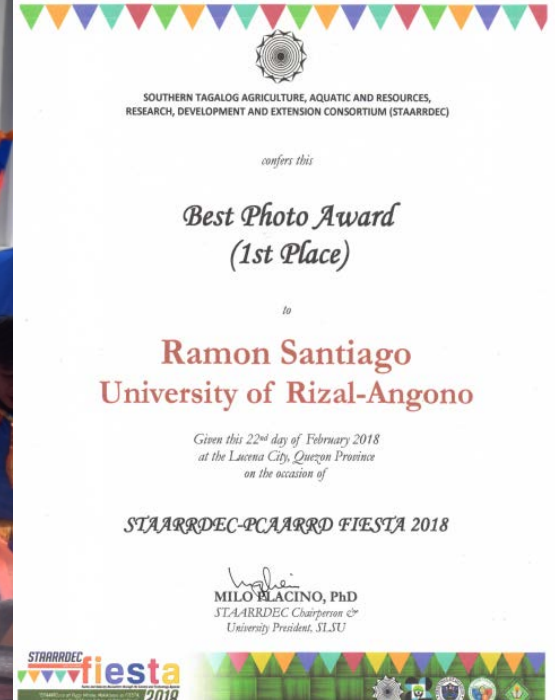 SOUTHERN TAGALOG AGRICULTURE, AQUATIC AND RESOURCES,
RESEARCH, DEVELOPMENT AND EXTENSION CONSORTIUM (STAARRDEC)
confers this
Best Photo Award
(1st Place)
to
Ramon Santiago
University of Rizal-Angono
Given this 22nd day of February 2018
at the Lucena City, Quezon Province
on the occasion of
STAARRDEC-PCAARRD FIESTA 2018
MILO PLACINO, PhD
STAARRDEC Chairperson &
University President, SLSU
STAARRDEC
fiesta
2018